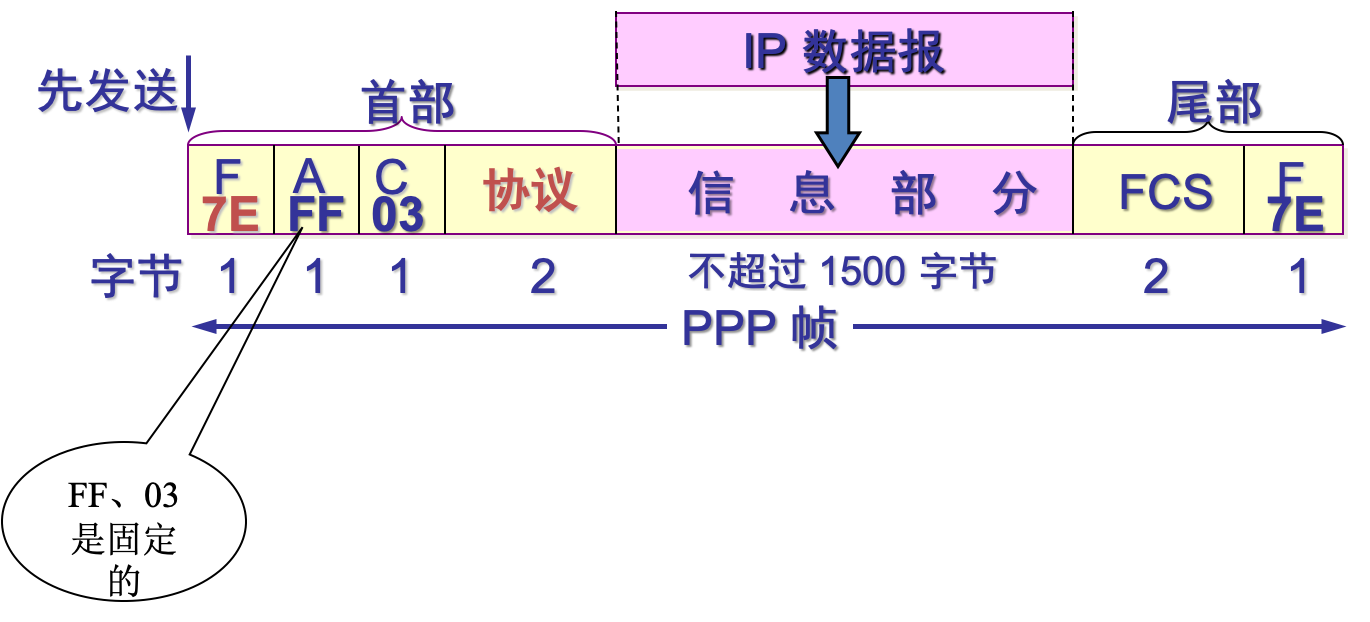 IP 数据报
先发送
首部
尾部
F A C 协议 信 息 部 分 FCS F
7E FF 03 7E
字节 1 1 1 2 不超过 1500 字节 2 1
PPP 帧
FF、03
是固定
的